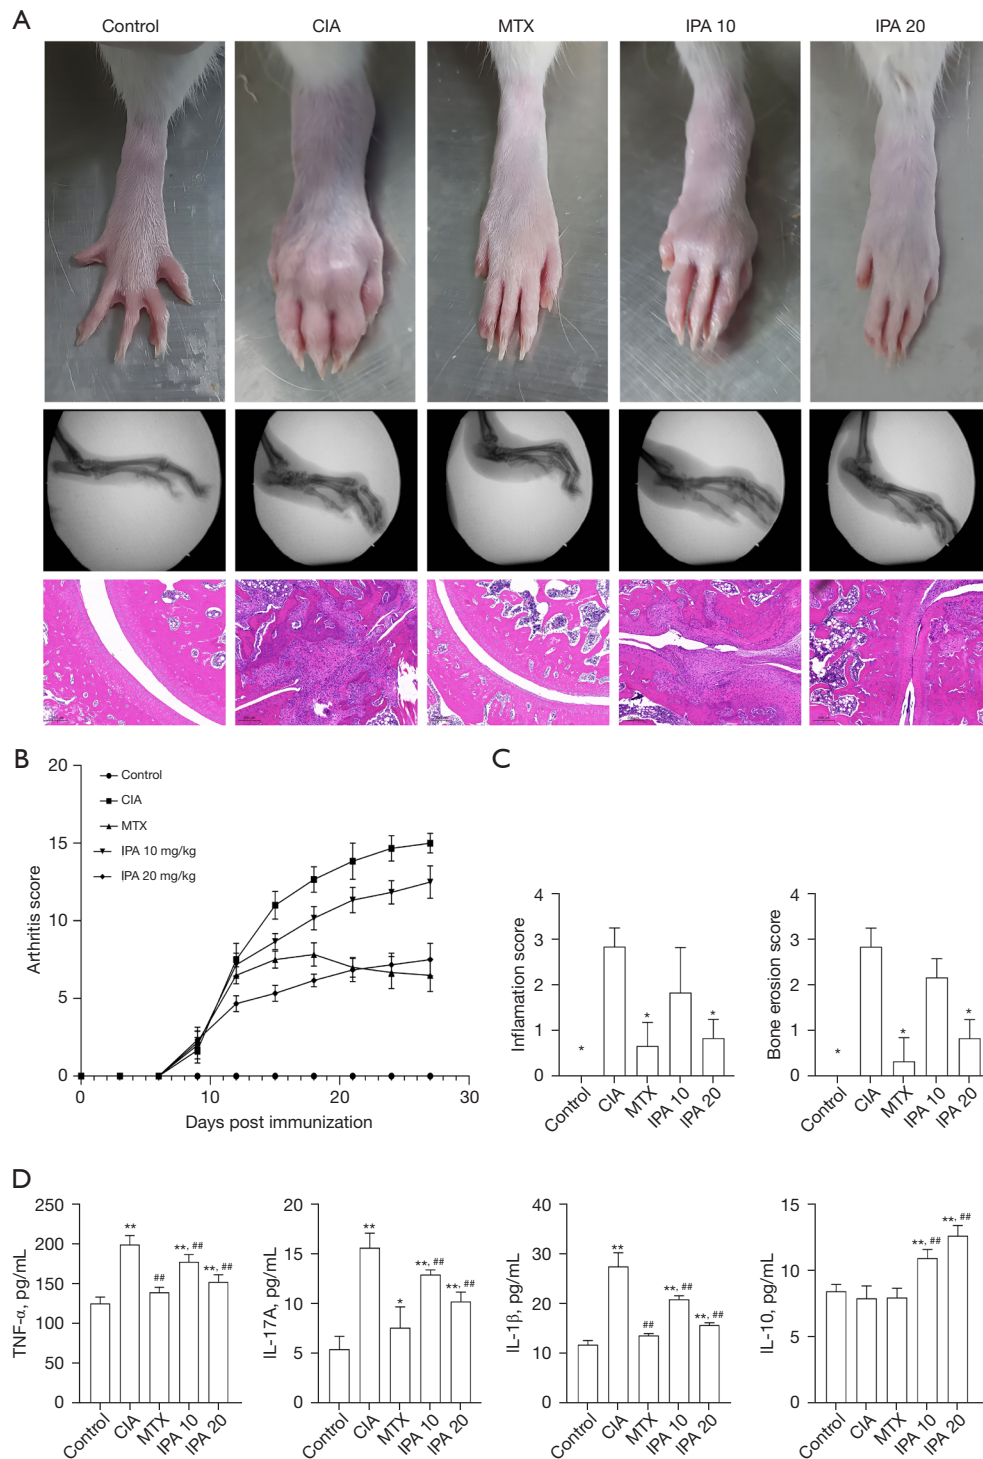 A
Control CIA MTX IPA 10 IPA 20
B
20
15
10
5
0
Arthritis score
Control
CIA
MTX
IPA 10 mg/kg
IPA 20 mg/kg
0 10 20 30
Days post immunization
C
4
3
2
1
0
Inflamation score
*
*
*
Control CIA MTX IPA 10 IPA 20
4
3
2
1
0
Bone erosion score
*
*
*
Control CIA MTX IPA 10 IPA 20
D
250
200
150
100
50
0
TNF-α, pg/mL
**
##
**, ##
**, ##
Control CIA MTX IPA 10 IPA 20
20
15
10
5
0
IL-17A, pg/mL
**
*
**, ##
**, ##
Control CIA MTX IPA 10 IPA 20
40
30
20
10
0
IL-1β, pg/mL
**
##
**, ##
**, ##
Control CIA MTX IPA 10 IPA 20
15
10
5
0
IL-10, pg/mL
**, ##
**, ##
Control CIA MTX IPA 10 IPA 20